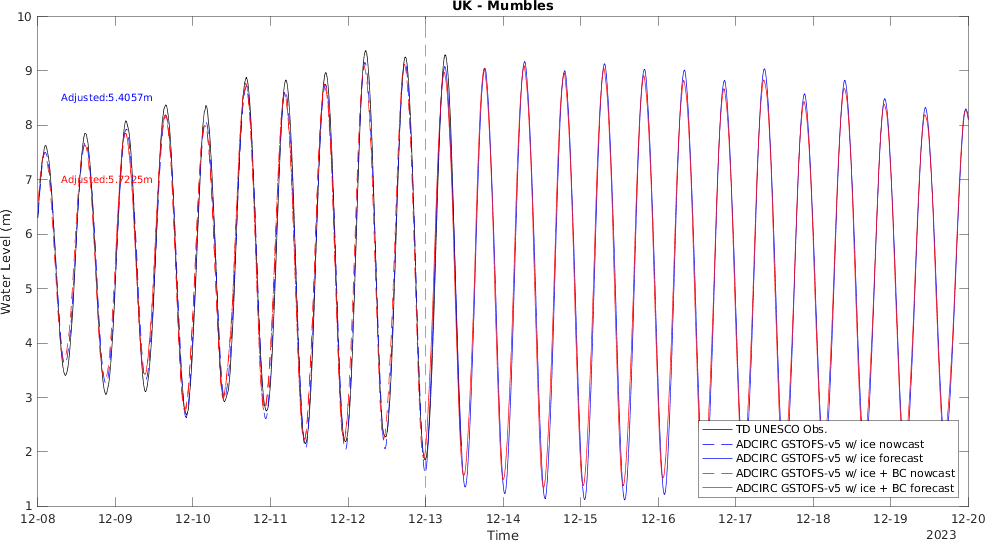 UK - Mumbles
10
9
8
7
6
5
4
3
2
1
Water Level (m)
Adjusted:5.4057m
Adjusted:5.7225m
TD UNESCO Obs.
ADCIRC GSTOFS-v5 w/ ice nowcast
ADCIRC GSTOFS-v5 w/ ice forecast
ADCIRC GSTOFS-v5 w/ ice + BC nowcast
ADCIRC GSTOFS-v5 w/ ice + BC forecast
12-08 12-09 12-10 12-11 12-12 12-13 12-14 12-15 12-16 12-17 12-18 12-19 12-20
Time
2023